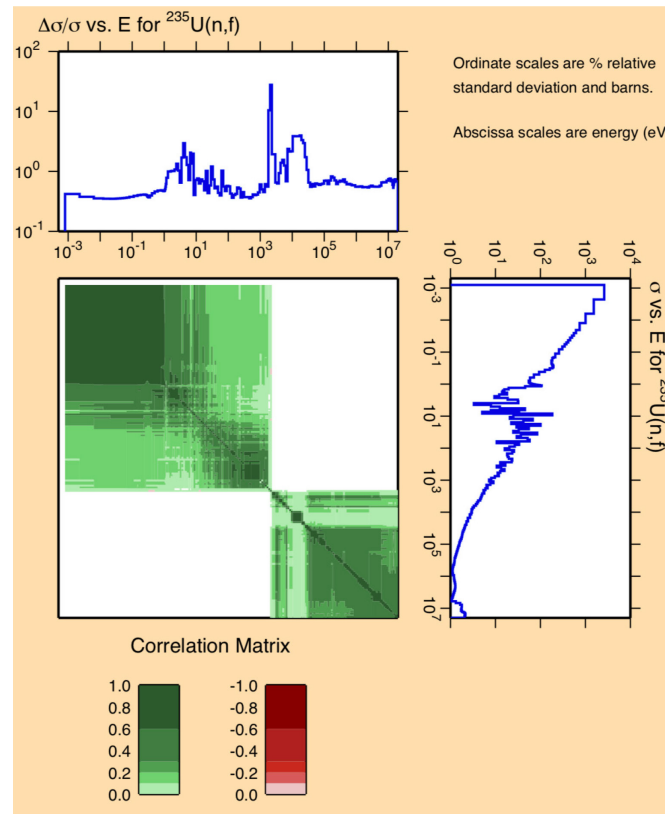 Δσ/σ vs. E for ²³⁵U(n,f)
10²
10¹
10⁰
10⁻¹
10⁻³ 10⁻¹ 10¹ 10³ 10⁵ 10⁷
Ordinate scales are % relative
standard deviation and barns.
Abscissa scales are energy (eV
10⁰ 10¹ 10² 10³ 10⁴
10⁻³
10⁻¹
10¹
10³
10⁵
10⁷
σ vs. E for ²³⁵U(n,f)
Correlation Matrix
1.0 -1.0
0.8 -0.8
0.6 -0.6
0.4 -0.4
0.2 -0.2
0.0 0.0